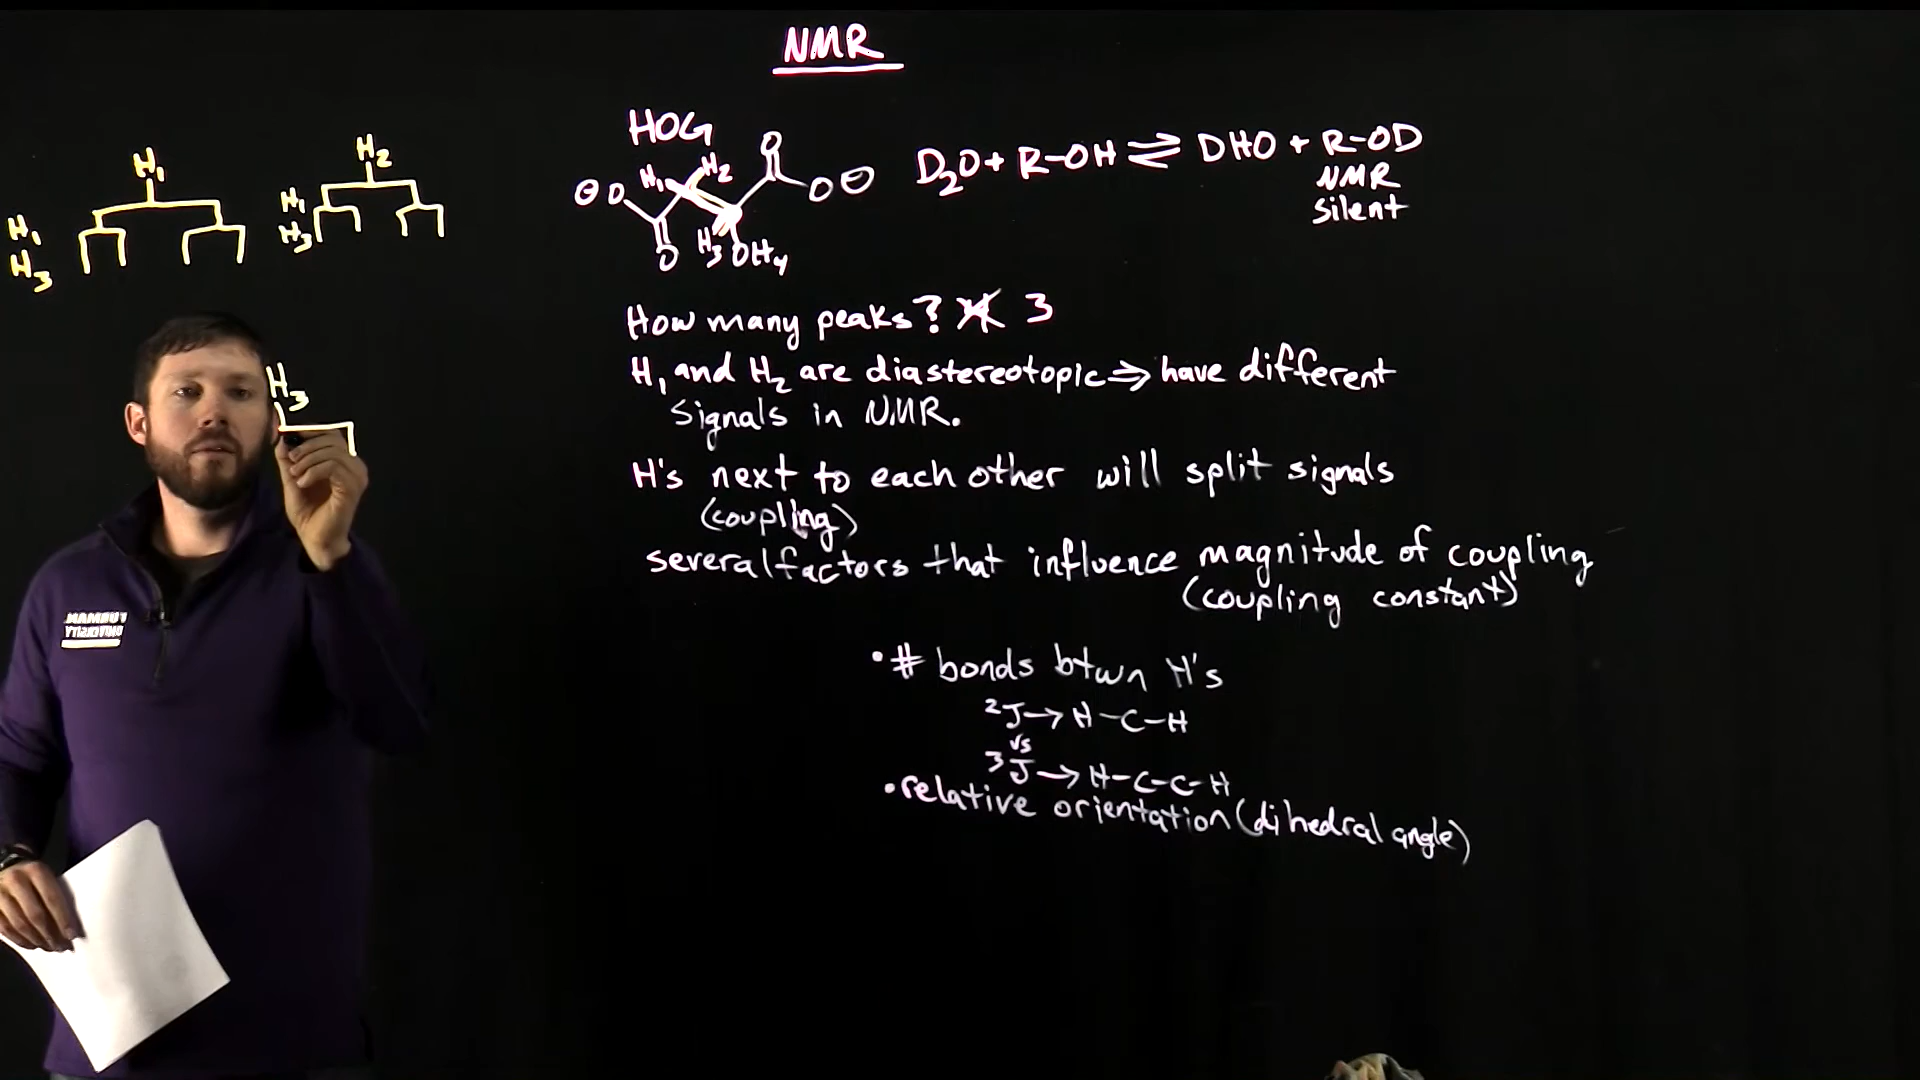 NMR
H₁
H₁
H₃
H₂
H₁
H₃
H₃
HOG
⊖O H₁ H₂ O O⊖
O H₃ OH₄
D₂O + R-OH ⇌ DHO + R-OD
NMR
Silent
How many peaks? 3
H₁ and H₂ are diastereotopic ⇒ have different
signals in NMR.
H's next to each other will split signals
(coupling)
several factors that influence magnitude of coupling
(coupling constant)
• # bonds btwn H's
²J → H-C-H
vs
³J → H-C-C-H
• relative orientation (dihedral angle)
FURMAN
UNIVERSITY